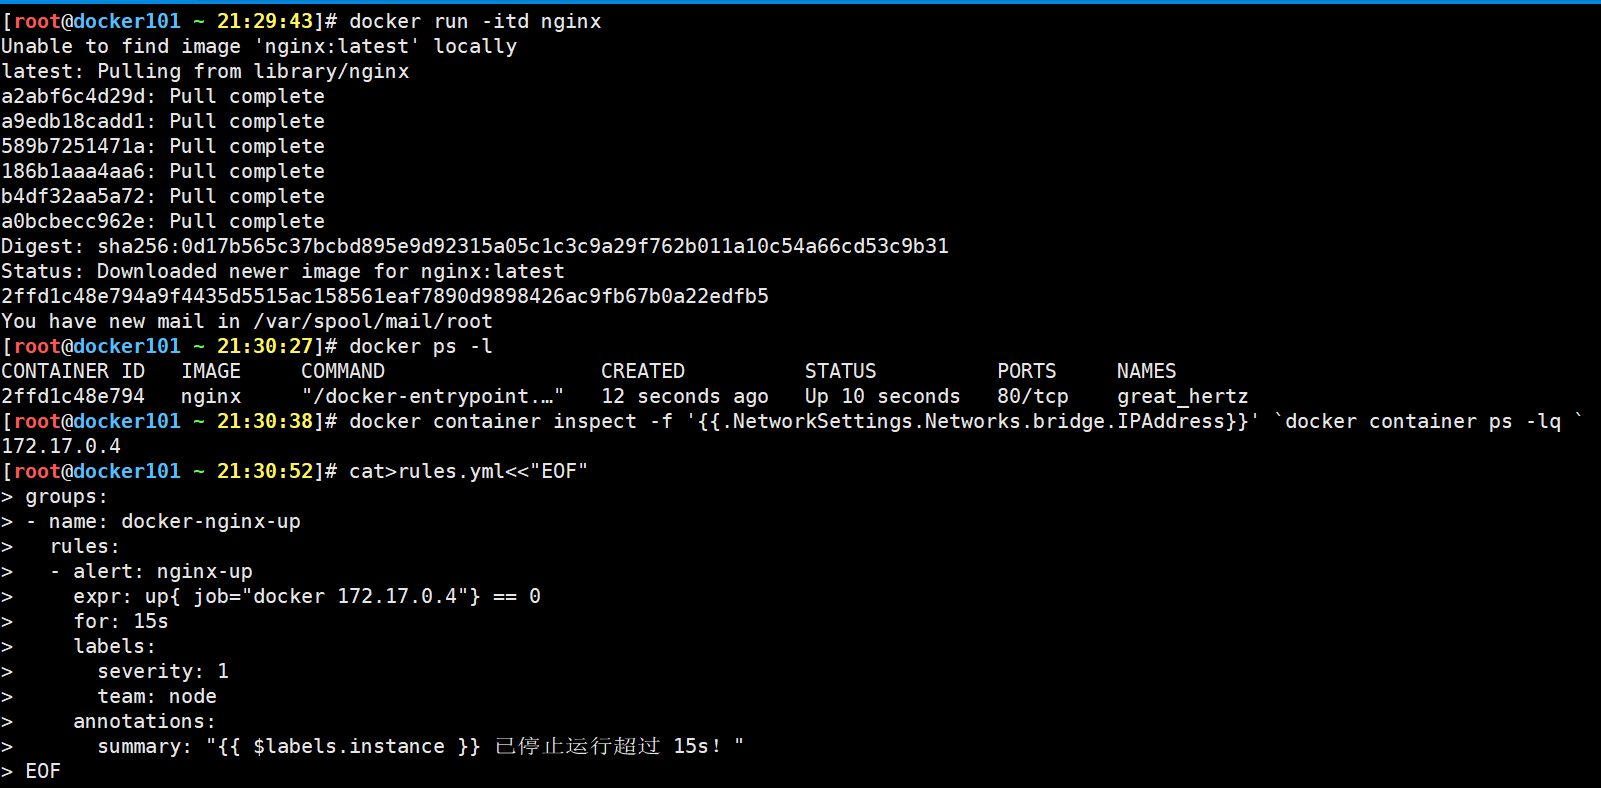 [root@docker101 ~ 21:29:43]# docker run -itd nginx
Unable to find image 'nginx:latest' locally
latest: Pulling from library/nginx
a2abf6c4d29d: Pull complete
a9edb18cadd1: Pull complete
589b7251471a: Pull complete
186b1aaa4aa6: Pull complete
b4df32aa5a72: Pull complete
a0bcbecc962e: Pull complete
Digest: sha256:0d17b565c37bcbd895e9d92315a05c1c3c9a29f762b011a10c54a66cd53c9b31
Status: Downloaded newer image for nginx:latest
2ffd1c48e794a9f4435d5515ac158561eaf7890d9898426ac9fb67b0a22edfb5
You have new mail in /var/spool/mail/root
[root@docker101 ~ 21:30:27]# docker ps -l
CONTAINER ID   IMAGE     COMMAND                  CREATED          STATUS          PORTS     NAMES
2ffd1c48e794   nginx     "/docker-entrypoint.…"   12 seconds ago   Up 10 seconds   80/tcp    great_hertz
[root@docker101 ~ 21:30:38]# docker container inspect -f '{{.NetworkSettings.Networks.bridge.IPAddress}}' `docker container ps -lq `
172.17.0.4
[root@docker101 ~ 21:30:52]# cat>rules.yml<<"EOF"
> groups:
> - name: docker-nginx-up
>   rules:
>   - alert: nginx-up
>     expr: up{ job="docker 172.17.0.4"} == 0
>     for: 15s
>     labels:
>       severity: 1
>       team: node
>     annotations:
>       summary: "{{ $labels.instance }} 已停止运行超过 15s！"
> EOF